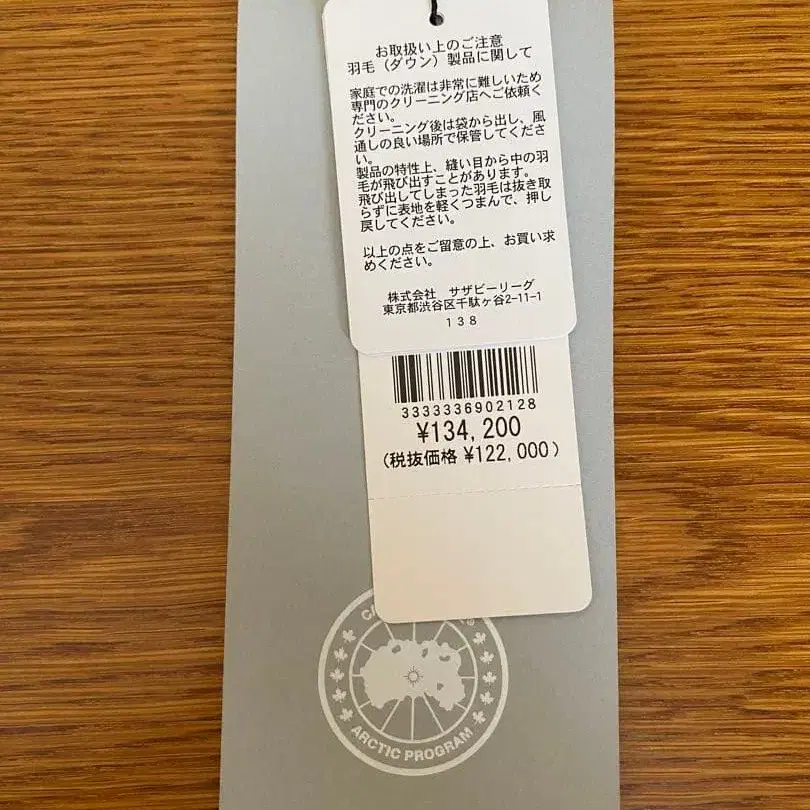 お取扱い上のご注意
羽毛（ダウン）製品に関して
家庭での洗濯は非常に難しいため
専門のクリーニング店へご依頼く
ださい。
クリーニング後は袋から出し、風
通しの良い場所で保管してくださ
い。
製品の特性上、縫い目から中の羽
毛が飛び出すことがあります。
飛び出してしまった羽毛は抜き取
らずに表地を軽くつまんで、押し
戻してください。
以上の点をご留意の上、お買い求
めください。
株式会社　サザビーリーグ
東京都渋谷区千駄ヶ谷2-11-1
138
3333336902128
¥134,200
(税抜価格 ¥122,000)
ARCTIC PROGRAM